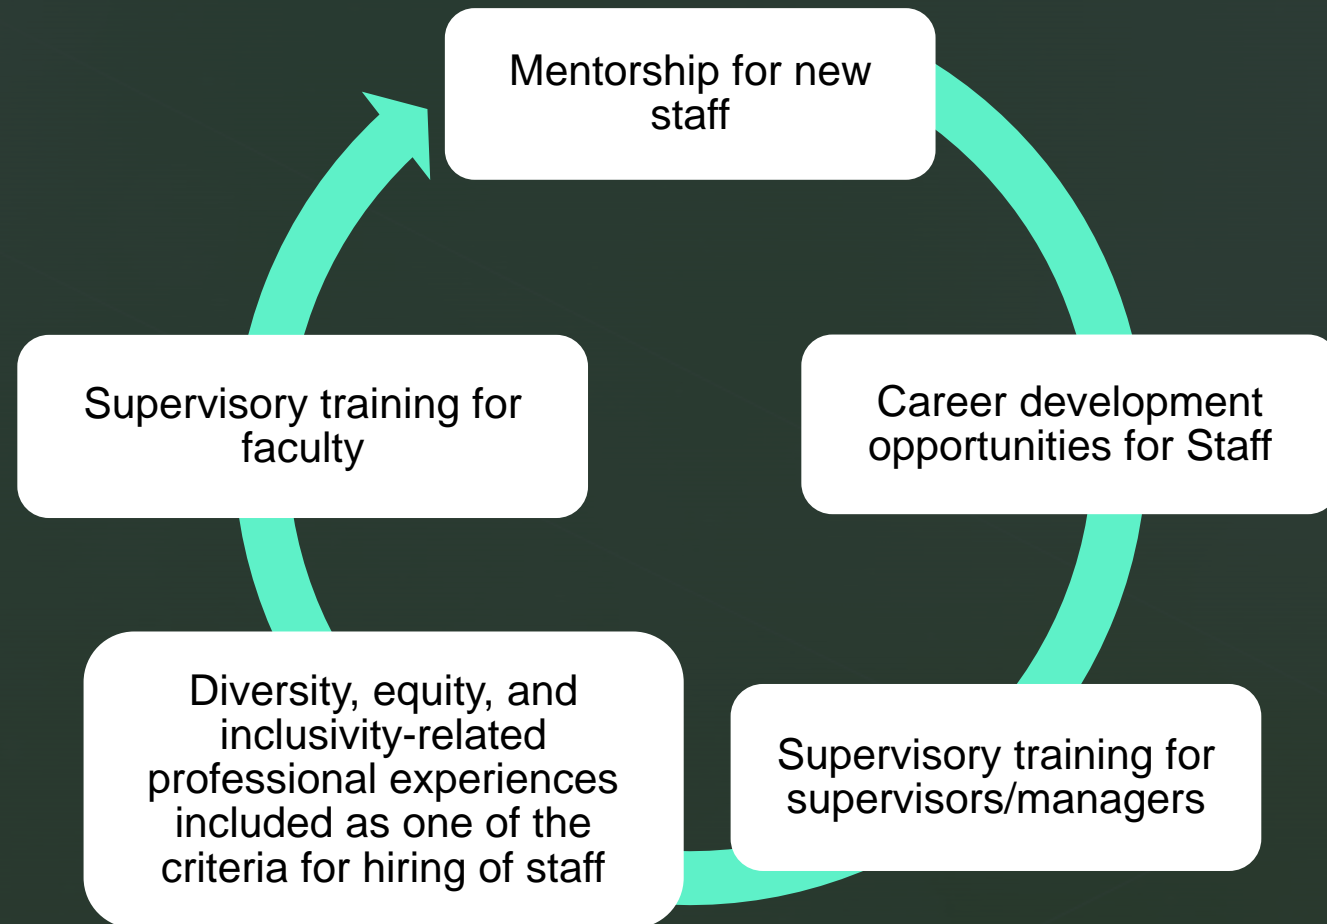 Mentorship for new
staff
Career development
opportunities for Staff
Supervisory training for
supervisors/managers
Diversity, equity, and
inclusivity-related
professional experiences
included as one of the
criteria for hiring of staff
Supervisory training for
faculty